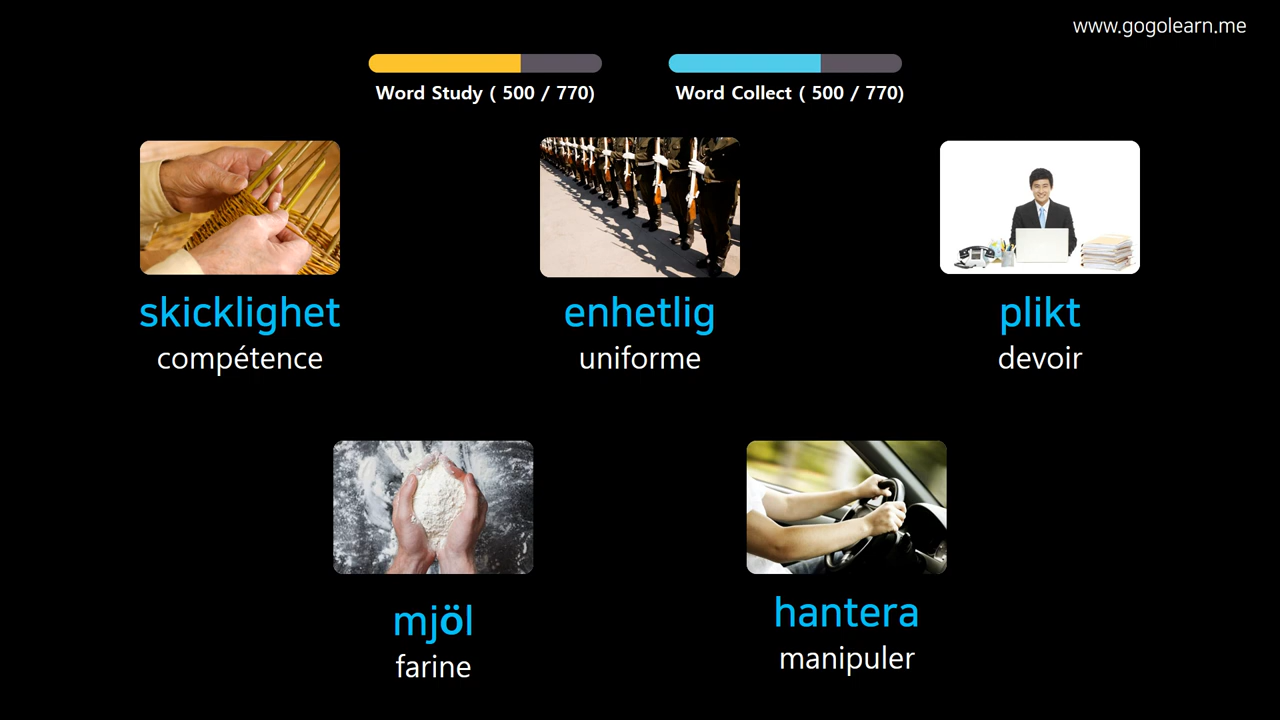 www.gogolearn.me
Word Study ( 500 / 770)
Word Collect ( 500 / 770)
skicklighet
compétence
enhetlig
uniforme
plikt
devoir
mjöl
farine
hantera
manipuler